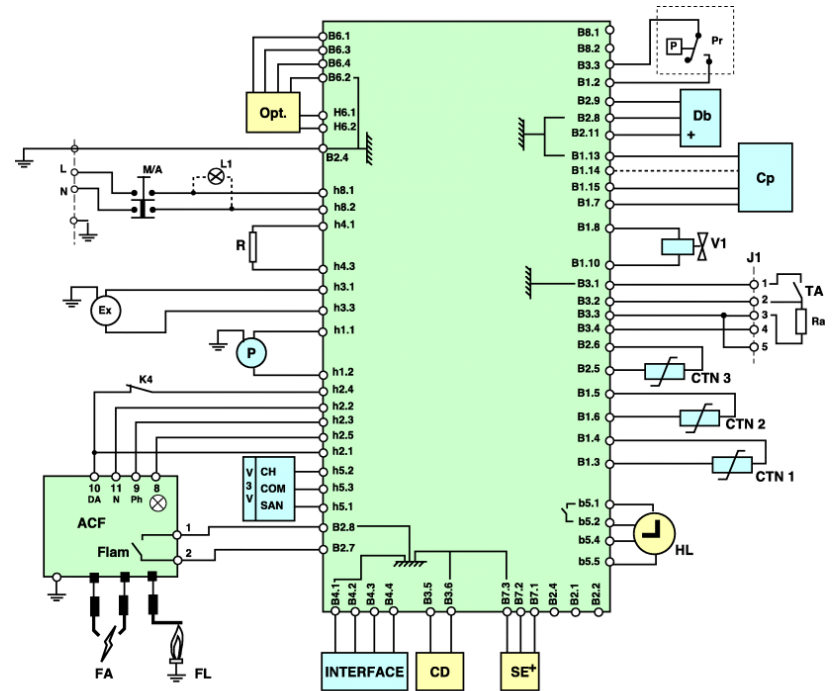 B6.1
B6.3
B6.4
B6.2
Opt.
H6.1
H6.2
B2.4
L
N
M/A
L1
h8.1
h8.2
h4.1
R
h4.3
h3.1
Ex
h3.3
h1.1
P
h1.2
K4
h2.4
h2.2
h2.3
h2.5
h2.1
10 11 9 8
DA N Ph
ACF
Flam
1
2
V3V
CH
COM
SAN
h5.2
h5.3
h5.1
B2.8
B2.7
FA
FL
B8.1
B8.2
B3.3
B1.2
P
Pr
B2.9
B2.8
B2.11
Db
+
B1.13
B1.14
B1.15
B1.7
Cp
B1.8
B1.10
V1
J1
B3.1
B3.2
B3.3
B3.4
1
2
3
4
5
TA
Ra
B2.6
B2.5
CTN 3
B1.5
B1.6
CTN 2
B1.4
B1.3
CTN 1
b5.1
b5.2
b5.4
b5.5
HL
B4.1 B4.2 B4.3 B4.4 B3.5 B3.6 B7.3 B7.2 B7.1 B2.4 B2.1 B2.2
INTERFACE CD SE+